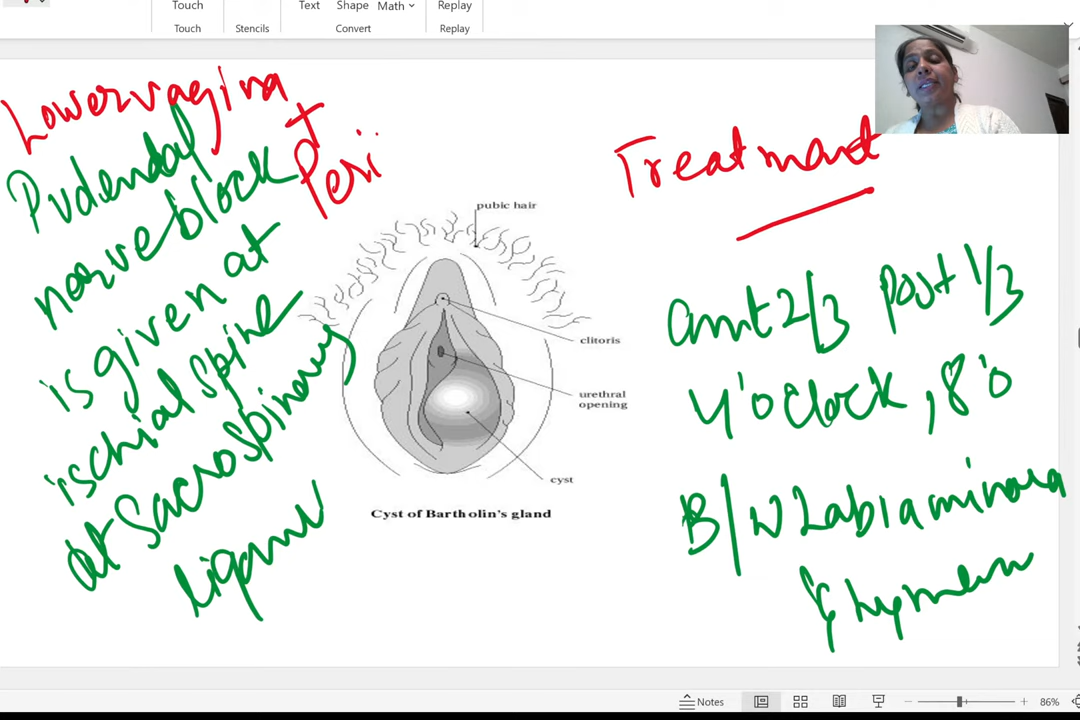 Touch
Text
Shape
Math
Replay
Touch
Stencils
Convert
Replay
Lower vagina
+
Peri
Pudendal
nerve block
is given at
ischial spine
at sacrospinous
Treatment
ant 2/3 post 1/3
4'o clock, 8'o
B/w Labia minora
& hymen
pubic hair
clitoris
urethral
opening
cyst
Cyst of Bartholin's gland
Notes
86%